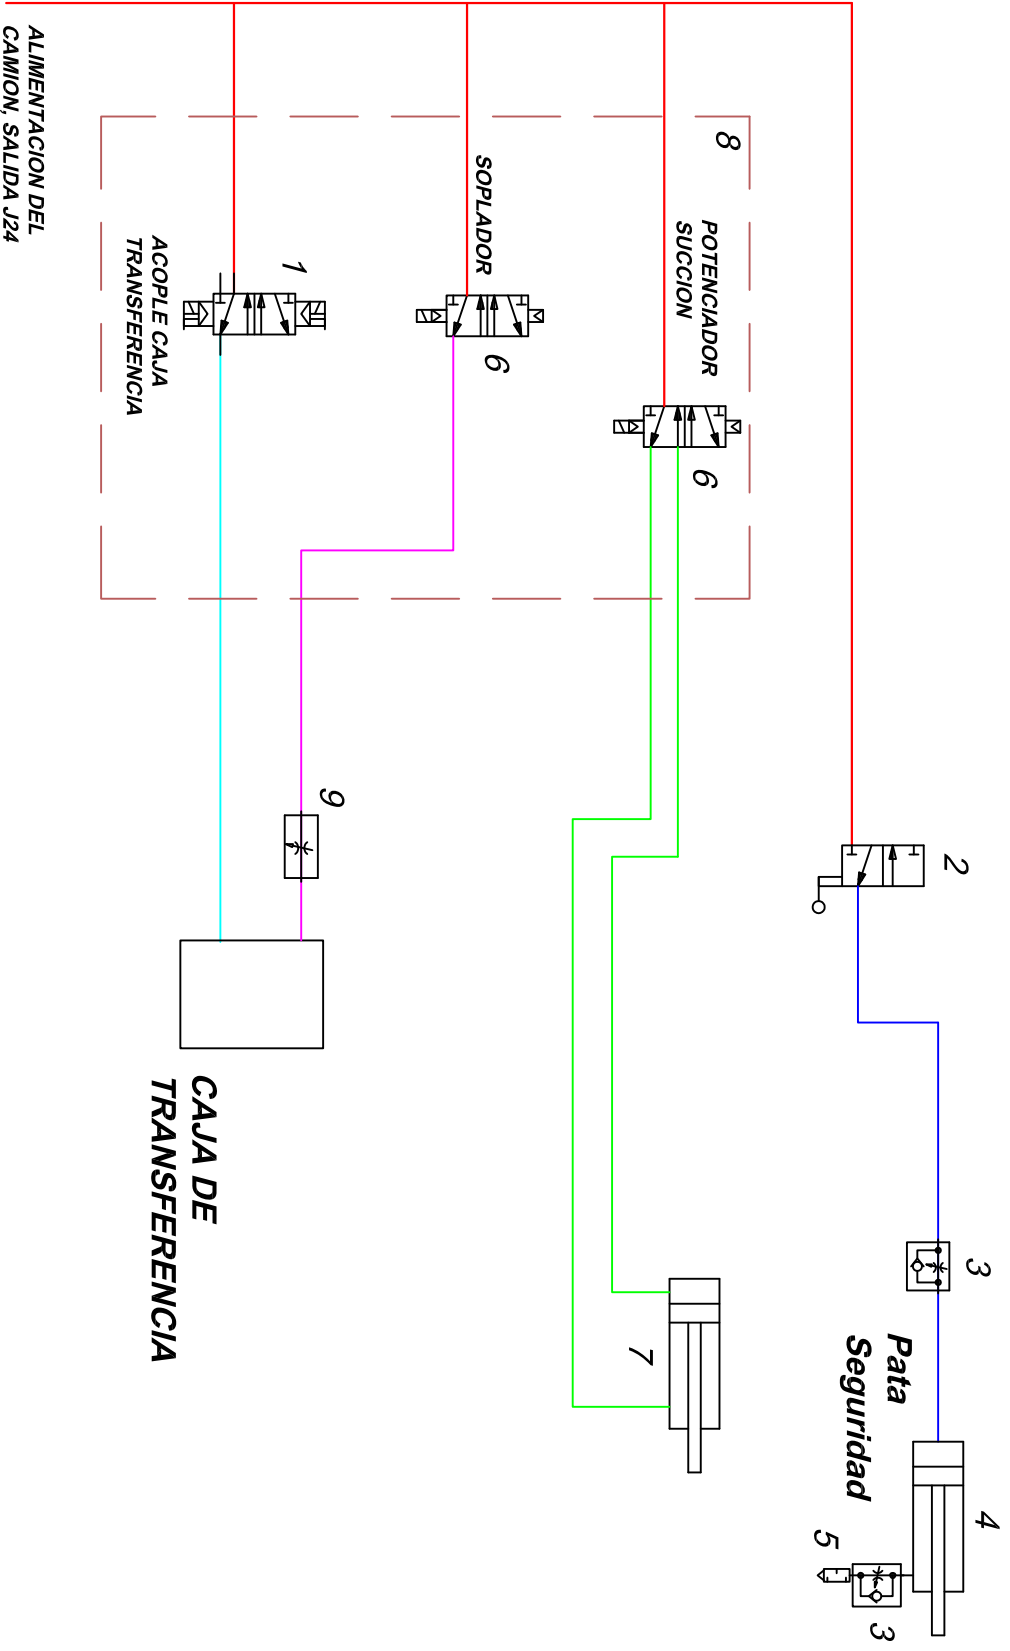 ALIMENTACION DEL
CAMION, SALIDA J24
8
SOPLADOR
POTENCIADOR
SUCCION
ACOPLE CAJA
TRANSFERENCIA
1
6
6
9
2
CAJA DE
TRANSFERENCIA
3
Pata
Seguridad
7
4
5
3